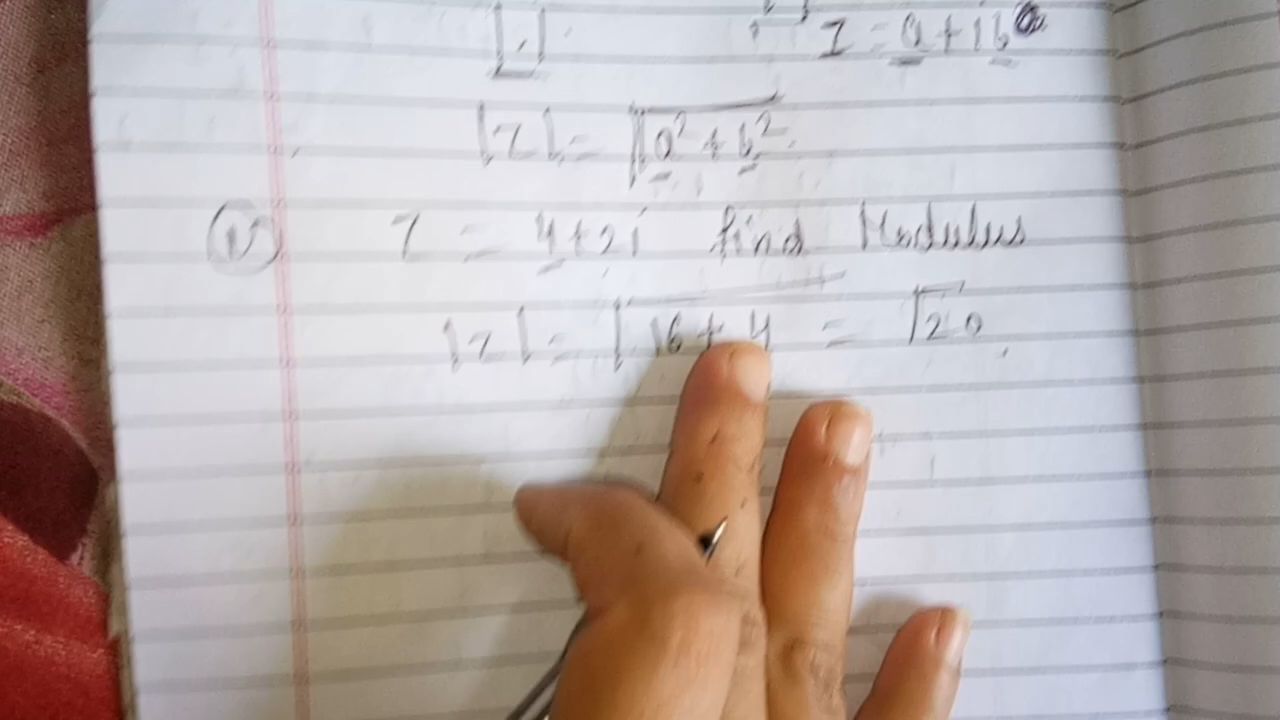 |.|
Z = a + ib
|Z| = √a² + b²
① Z = 4+2i find Modulus
|Z| = √16 + 4 = √20